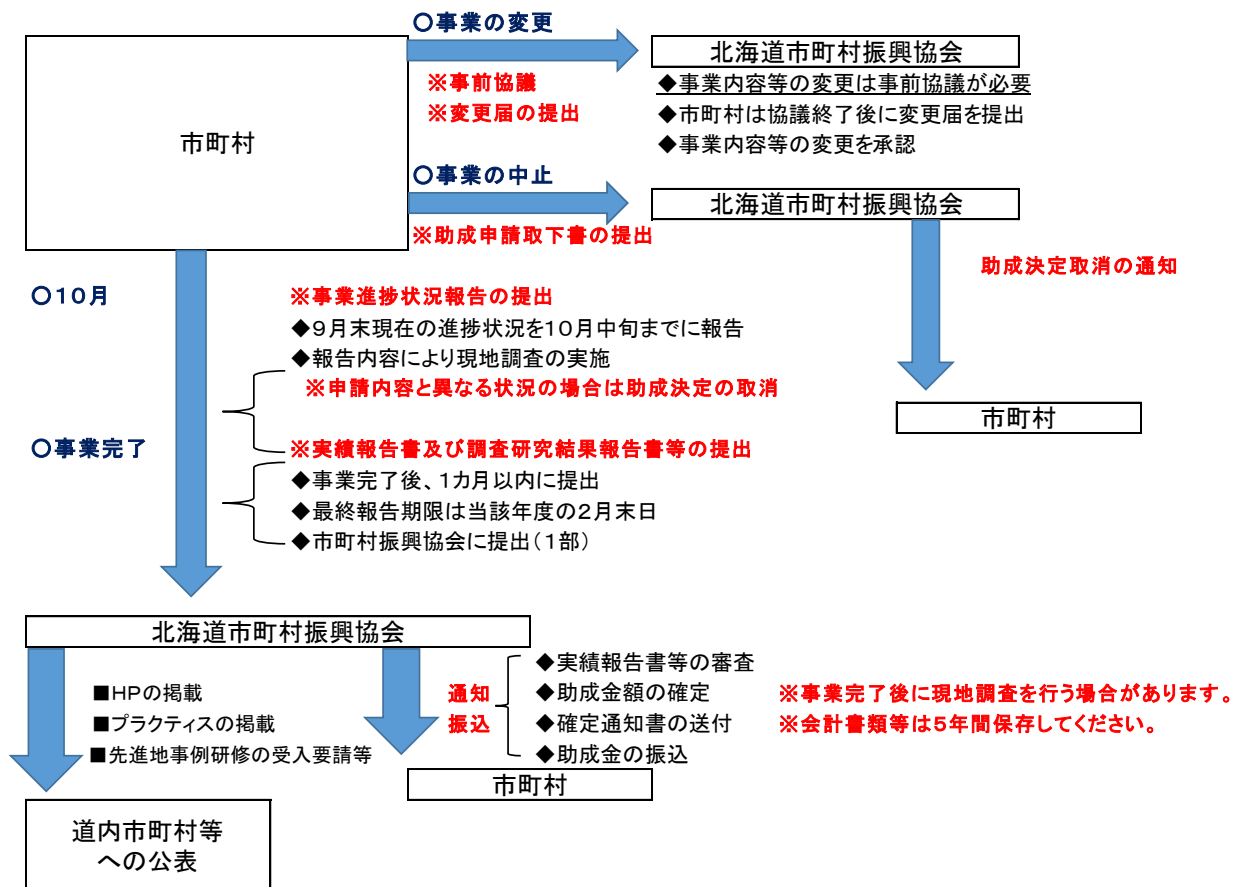 〇事業の変更
市町村
※事前協議
※変更届の提出
北海道市町村振興協会
◆事業内容等の変更は事前協議が必要
◆市町村は協議終了後に変更届を提出
◆事業内容等の変更を承認
〇事業の中止
※助成申請取下書の提出
北海道市町村振興協会
助成決定取消の通知
市町村
〇10月
※事業進捗状況報告の提出
◆9月末現在の進捗状況を10月中旬までに報告
◆報告内容により現地調査の実施
※申請内容と異なる状況の場合は助成決定の取消
〇事業完了
※実績報告書及び調査研究結果報告書等の提出
◆事業完了後、1カ月以内に提出
◆最終報告期限は当該年度の2月末日
◆市町村振興協会に提出(1部)
北海道市町村振興協会
■HPの掲載
■プラクティスの掲載
■先進地事例研修の受入要請等
通知
振込
◆実績報告書等の審査
◆助成金額の確定
◆確定通知書の送付
◆助成金の振込
※事業完了後に現地調査を行う場合があります。
※会計書類等は5年間保存してください。
市町村
道内市町村等
への公表